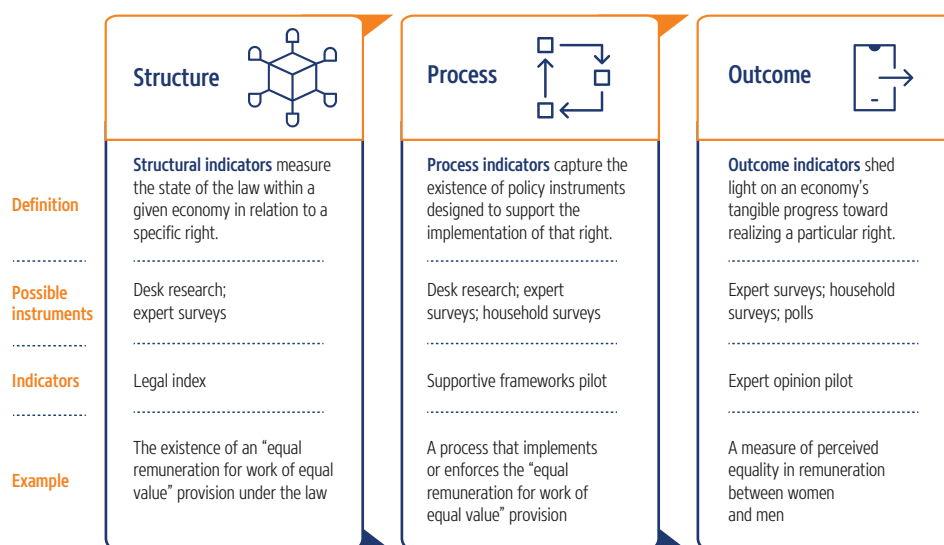 Structure
Process
Outcome
Definition
Structural indicators measure
the state of the law within a
given economy in relation to a
specific right.
Process indicators capture the
existence of policy instruments
designed to support the
implementation of that right.
Outcome indicators shed
light on an economy’s
tangible progress toward
realizing a particular right.
Possible
instruments
Desk research;
expert surveys
Desk research; expert
surveys; household surveys
Expert surveys; household
surveys; polls
Indicators
Legal index
Supportive frameworks pilot
Expert opinion pilot
Example
The existence of an “equal
remuneration for work of equal
value” provision under the law
A process that implements
or enforces the “equal
remuneration for work of
equal value” provision
A measure of perceived
equality in remuneration
between women
and men